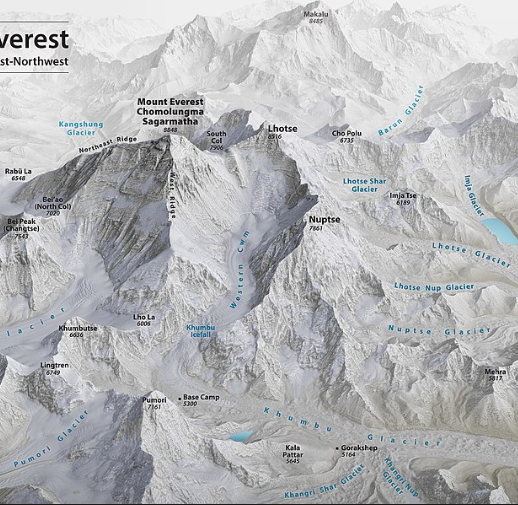 verest
st-Northwest
Makalu
8485
Mount Everest
Chomolungma
Sagarmatha
8848
Kangshung
Glacier
Northeast Ridge
South
Col
7906
Lhotse
8516
Cho Polu
6735
Barun Glacier
Rabü La
6548
West Ridge
Lhotse Shar
Glacier
Imja Tse
6189
Imja Glacier
Bei'ao
(North Col)
7020
Bei Peak
(Changtse)
7543
Nuptse
7861
Western Cwm
Lhotse Glacier
Lhotse Nup Glacier
lacier
Khumbutse
6636
Lho La
6006
Khumbu
Icefall
Nuptse Glacier
Lingtren
6749
Mehra
5817
Pumori
7161
Base Camp
5300
Khumbu Glacier
Pumori Glacier
Kala
Pattar
5645
Gorakshep
5164
Khangri Shar Glacier
Khangri Nup
Glacier